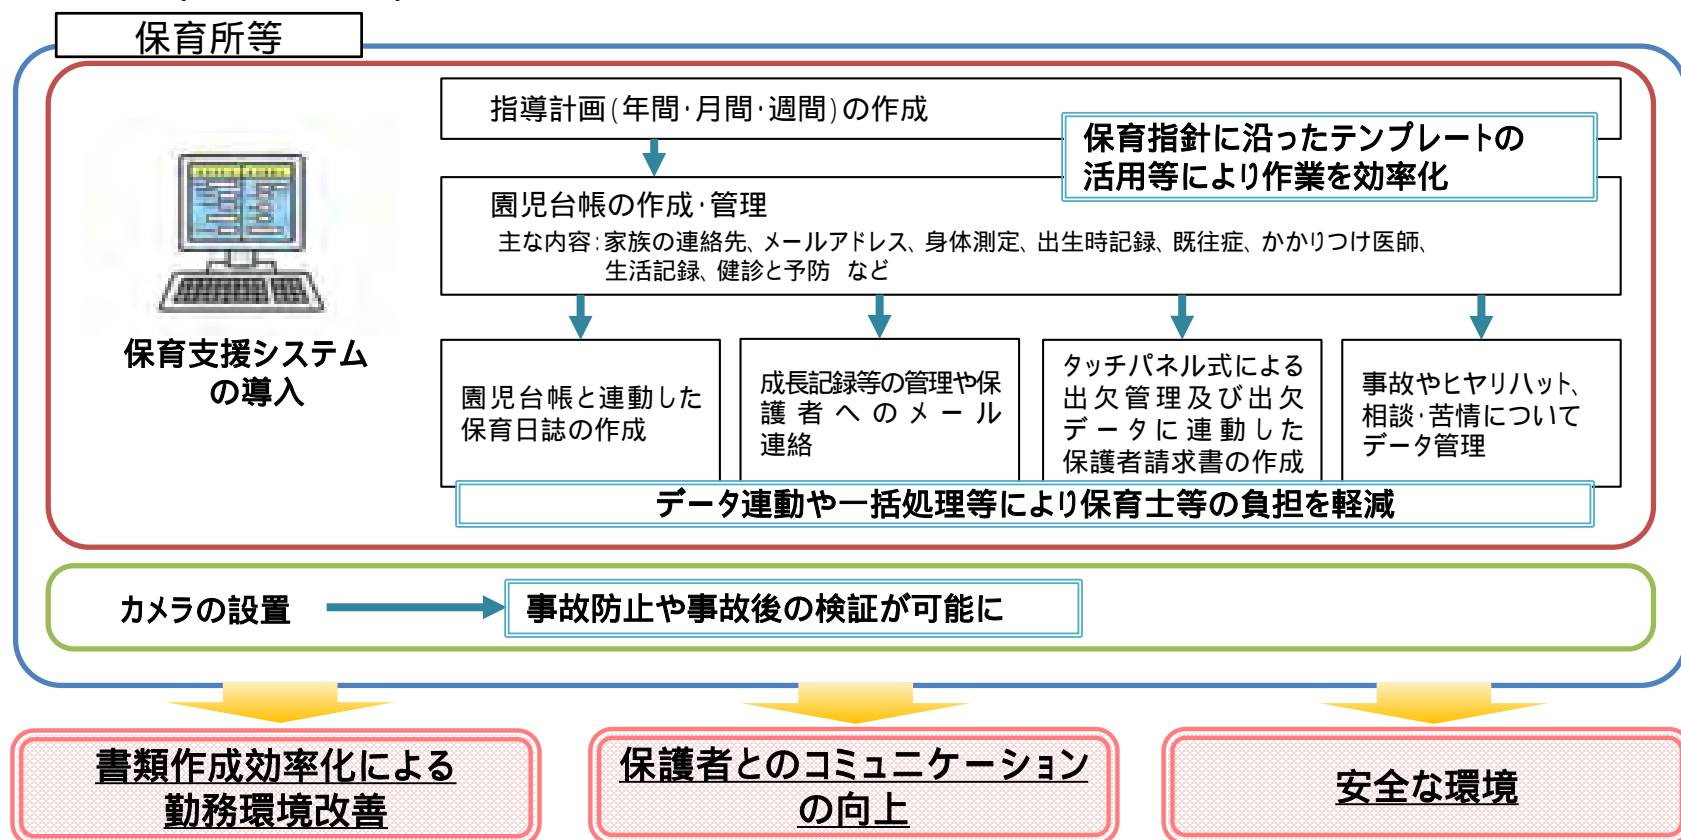 保育所等
指導計画(年間･月間･週間)の作成
保育指針に沿ったテンプレートの
活用等により作業を効率化
園児台帳の作成･管理
主な内容:家族の連絡先、メールアドレス、身体測定、出生時記録、既往症、かかりつけ医師、
生活記録、健診と予防 など
保育支援システム
の導入
園児台帳と連動した
保育日誌の作成
成長記録等の管理や保
護者へのメール
連絡
タッチパネル式による
出欠管理及び出欠
データに連動した
保護者請求書の作成
事故やヒヤリハット、
相談･苦情について
データ管理
データ連動や一括処理等により保育士等の負担を軽減
カメラの設置
事故防止や事故後の検証が可能に
書類作成効率化による
勤務環境改善
保護者とのコミュニケーション
の向上
安全な環境